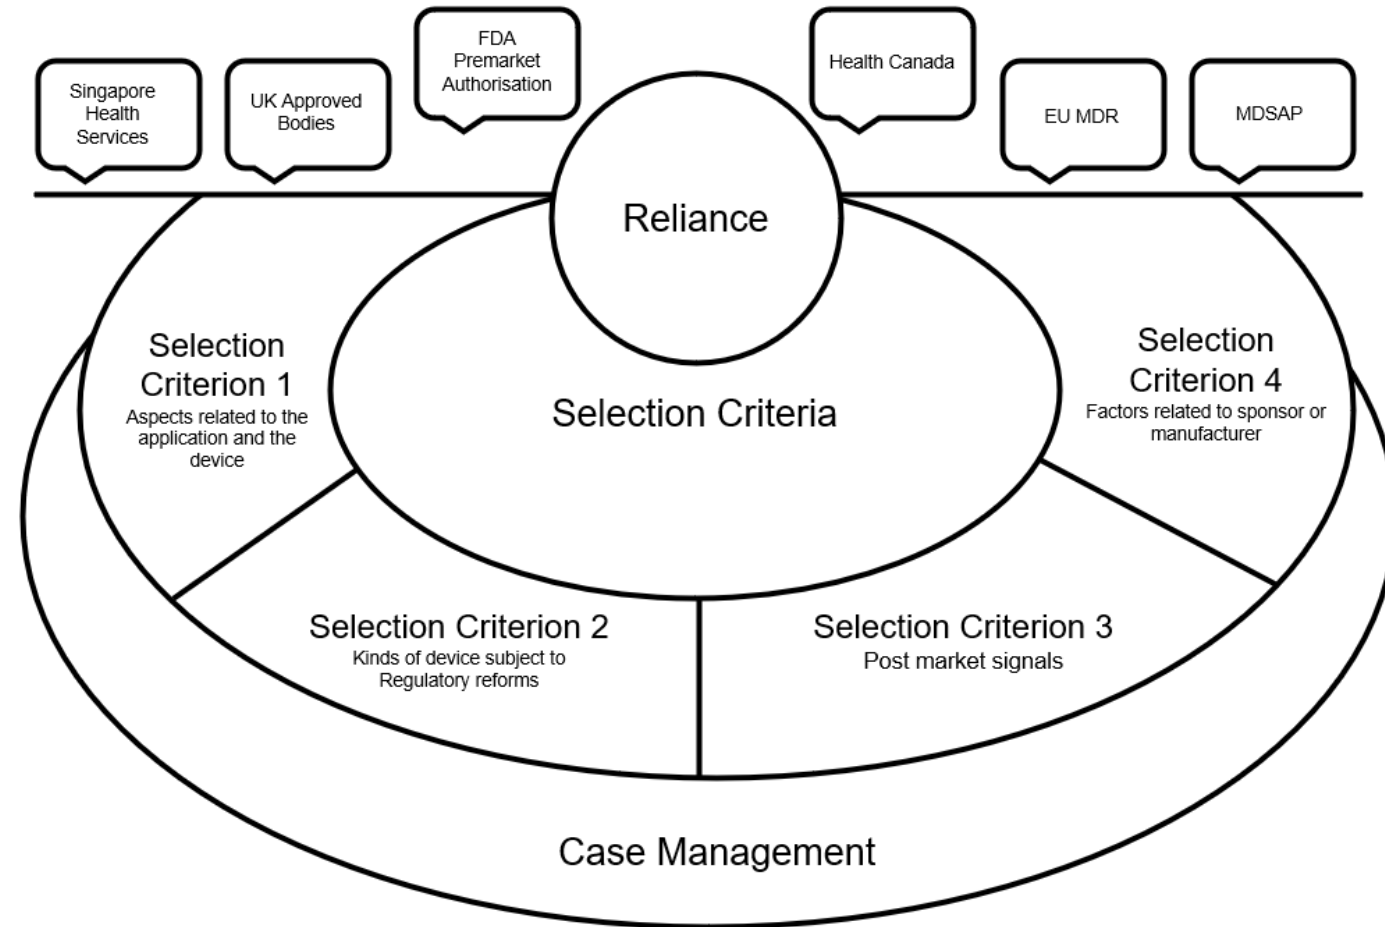 Singapore
Health
Services
UK Approved
Bodies
FDA
Premarket
Authorisation
Health Canada
EU MDR
MDSAP
Reliance
Selection Criteria
Selection
Criterion 1
Aspects related to the
application and the
device
Selection Criterion 2
Kinds of device subject to
Regulatory reforms
Selection Criterion 3
Post market signals
Selection
Criterion 4
Factors related to sponsor or
manufacturer
Case Management